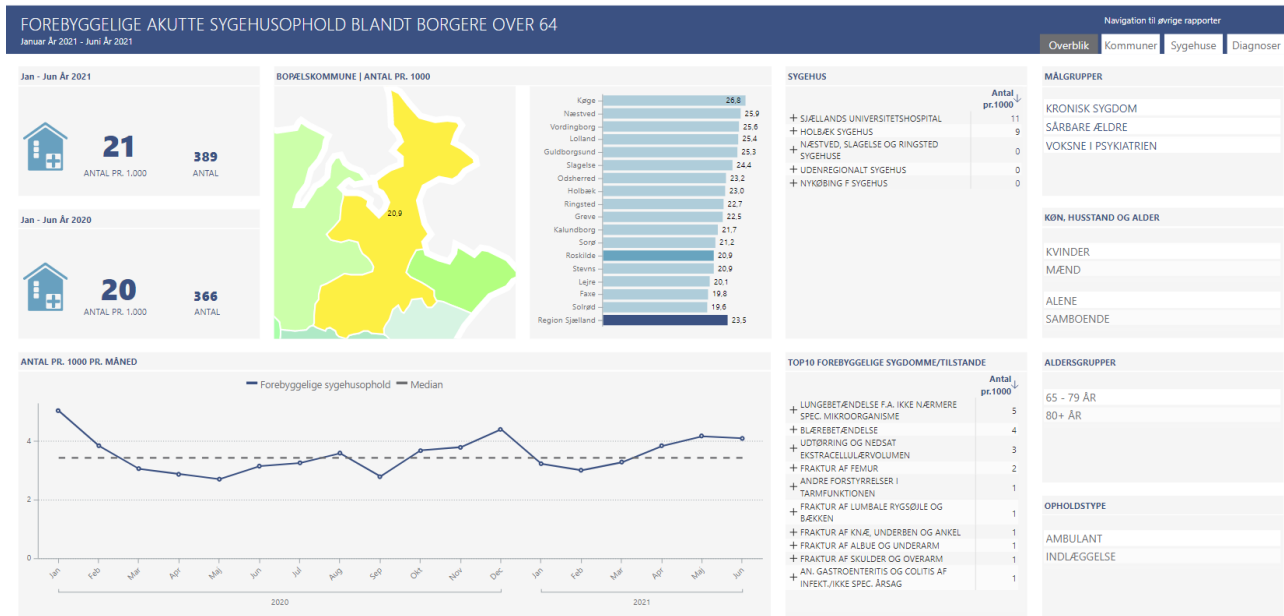 FOREBYGGELIGE AKUTTE SYGEHUSOPHOLD BLANDT BORGERE OVER 64
Januar År 2021 - Juni År 2021
Navigation til øvrige rapporter
Overblik
Kommuner
Sygehuse
Diagnoser
Jan - Jun År 2021
21
ANTAL PR. 1.000
389
ANTAL
Jan - Jun År 2020
20
ANTAL PR. 1.000
366
ANTAL
BOPÆLSKOMMUNE | ANTAL PR. 1000
20,9
Køge 26,8
Næstved 25,9
Vordingborg 25,6
Lolland 25,4
Guldborgsund 25,3
Slagelse 24,4
Odsherred 23,2
Holbæk 23,0
Ringsted 22,7
Greve 22,5
Kalundborg 21,7
Sorø 21,2
Roskilde 20,9
Stevns 20,9
Lejre 20,1
Faxe 19,8
Solrød 19,6
Region Sjælland 23,5
SYGEHUS
Antal
pr.1000
+ SJÆLLANDS UNIVERSITETSHOSPITAL 11
+ HOLBÆK SYGEHUS 9
+ NÆSTVED, SLAGELSE OG RINGSTED
SYGEHUSE 0
+ UDENREGIONALT SYGEHUS 0
+ NYKØBING F SYGEHUS 0
MÅLGRUPPER
KRONISK SYGDOM
SÅRBARE ÆLDRE
VOKSNE I PSYKIATRIEN
KØN, HUSSTAND OG ALDER
KVINDER
MÆND
ALENE
SAMBOENDE
ANTAL PR. 1000 PR. MÅNED
Forebyggelige sygehusophold
Median
4
2
0
Jan Feb Mar Apr Maj Jun Jul Aug Sep Okt Nov Dec Jan Feb Mar Apr Maj Jun
2020 2021
TOP10 FOREBYGGELIGE SYGDOMME/TILSTANDE
Antal
pr.1000
+ LUNGEBETÆNDELSE F.A. IKKE NÆRMERE
SPEC. MIKROORGANISME 5
+ BLÆREBETÆNDELSE 4
+ UDTØRRING OG NEDSAT
EKSTRACELLULÆRVOLUMEN 3
+ FRAKTUR AF FEMUR 2
+ ANDRE FORSTYRRELSER I
TARMFUNKTIONEN 1
+ FRAKTUR AF LUMBALE RYGSØJLE OG
BÆKKEN 1
+ FRAKTUR AF KNÆ, UNDERBEN OG ANKEL 1
+ FRAKTUR AF ALBUE OG UNDERARM 1
+ FRAKTUR AF SKULDER OG OVERARM 1
+ AN. GASTROENTERITIS OG COLITIS AF
INFEKT./IKKE SPEC. ÅRSAG 1
ALDERSGRUPPER
65 - 79 ÅR
80+ ÅR
OPHOLDSTYPE
AMBULANT
INDLÆGGELSE